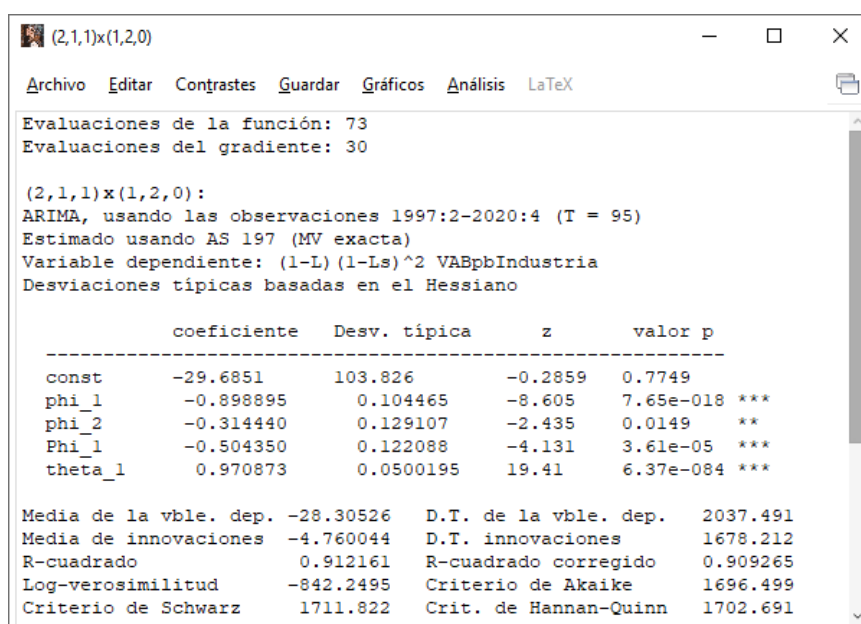 (2,1,1)x(1,2,0)
Archivo Editar Contrastes Guardar Gráficos Análisis LaTeX
Evaluaciones de la función: 73
Evaluaciones del gradiente: 30
(2,1,1)x(1,2,0):
ARIMA, usando las observaciones 1997:2-2020:4 (T = 95)
Estimado usando AS 197 (MV exacta)
Variable dependiente: (1-L)(1-Ls)^2 VABpbIndustria
Desviaciones típicas basadas en el Hessiano
coeficiente Desv. típica z valor p
-----------------------------------------------------------
const -29.6851 103.826 -0.2859 0.7749
phi_1 -0.898895 0.104465 -8.605 7.65e-018 ***
phi_2 -0.314440 0.129107 -2.435 0.0149 **
Phi_1 -0.504350 0.122088 -4.131 3.61e-05 ***
theta_1 0.970873 0.0500195 19.41 6.37e-084 ***
Media de la vble. dep. -28.30526 D.T. de la vble. dep. 2037.491
Media de innovaciones -4.760044 D.T. innovaciones 1678.212
R-cuadrado 0.912161 R-cuadrado corregido 0.909265
Log-verosimilitud -842.2495 Criterio de Akaike 1696.499
Criterio de Schwarz 1711.822 Crit. de Hannan-Quinn 1702.691